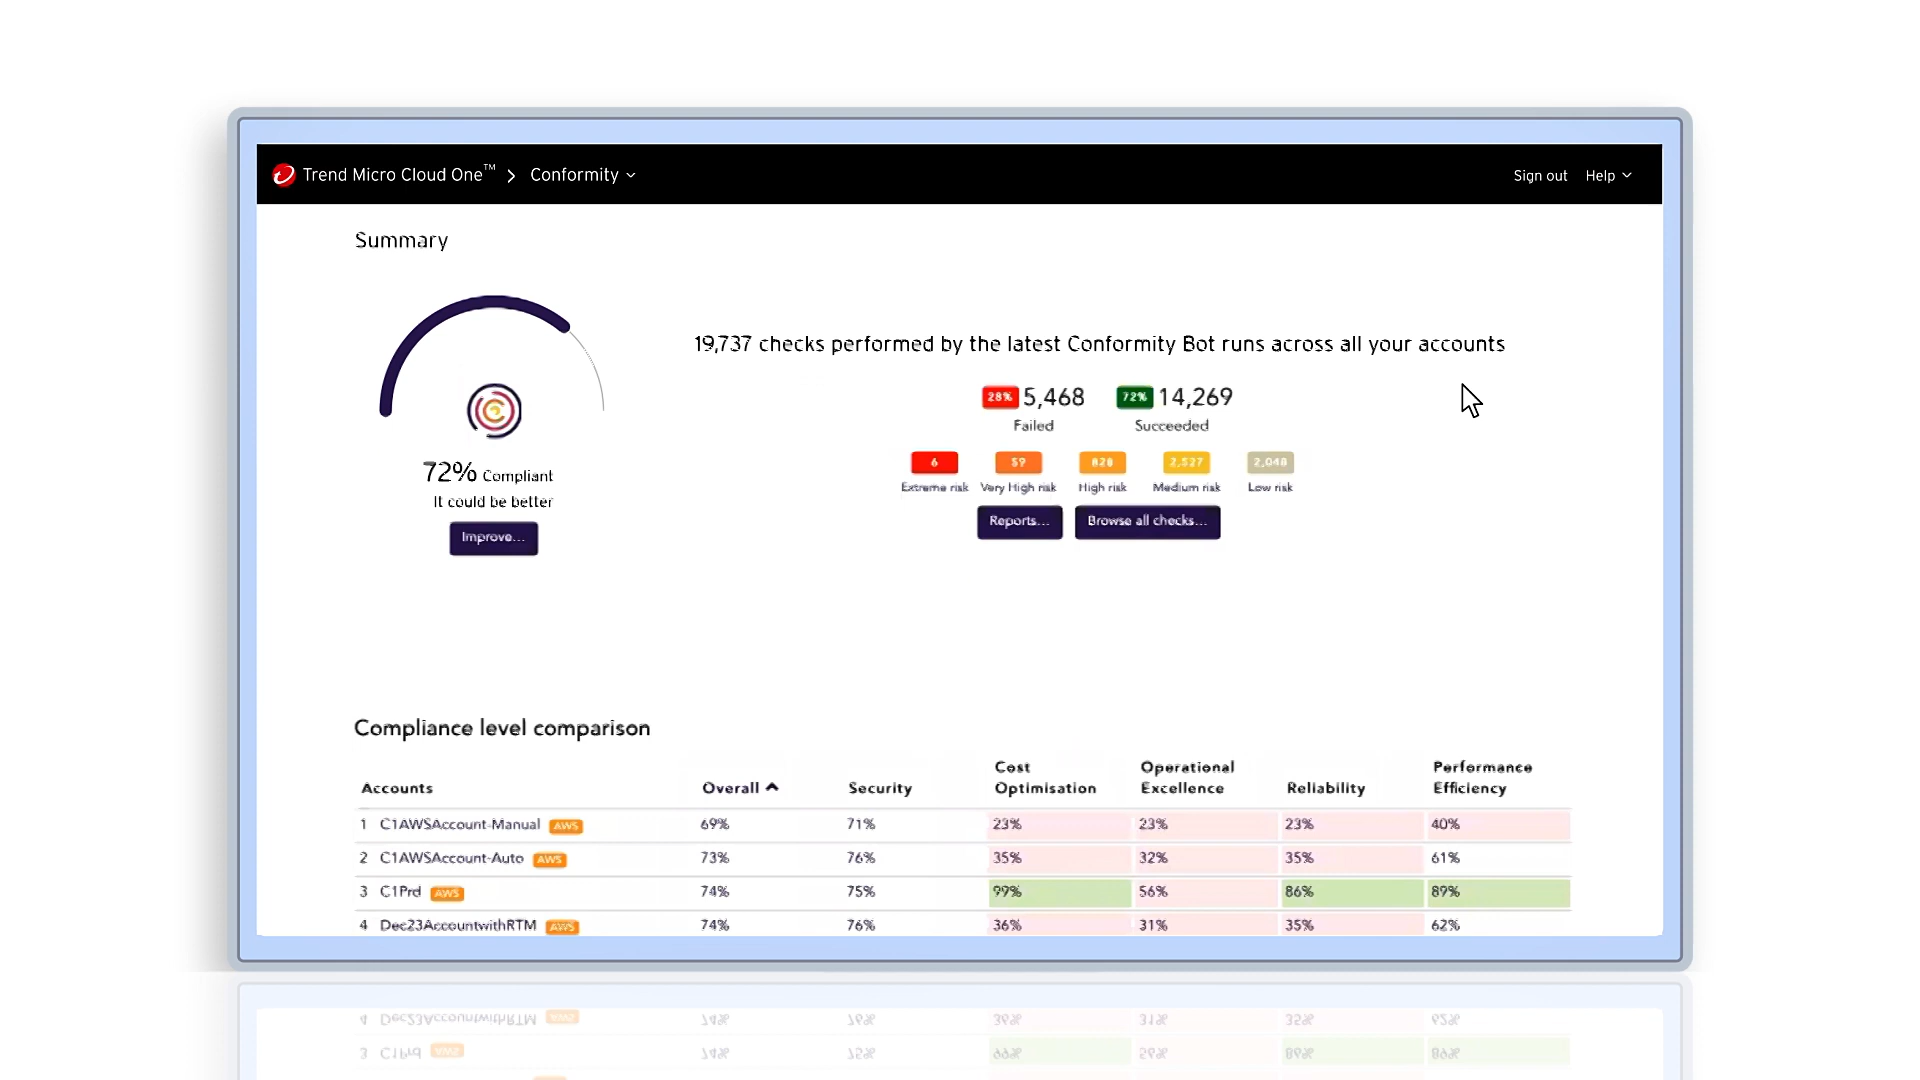 Trend Micro Cloud One™ > Conformity
Sign out Help
Summary
19,737 checks performed by the latest Conformity Bot runs across all your accounts
28% 5,468 72% 14,269
Failed Succeeded
6 59 828 2,527 2,048
Extreme risk Very High risk High risk Medium risk Low risk
72% Compliant
It could be better
Reports... Browse all checks...
Improve...
Compliance level comparison
Accounts Overall Security Cost Optimisation Operational Excellence Reliability Performance Efficiency
1 C1AWSAccount-Manual AWS 69% 71% 23% 23% 23% 40%
2 C1AWSAccount-Auto AWS 73% 76% 35% 32% 35% 61%
3 C1Prd AWS 74% 75% 99% 56% 86% 89%
4 Dec23AccountwithRTM AWS 74% 76% 36% 31% 35% 62%